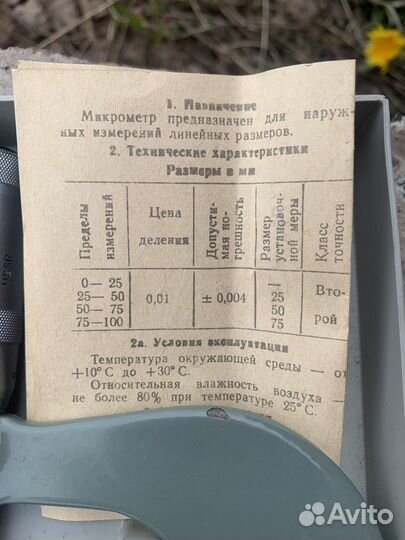 1. Назначение
Микрометр предназначен для наруж-
ных измерений линейных размеров.
2. Технические характеристики
Размеры в мм
Пределы измерений
Цена деления
Допусти- мая по- грешность
Размер установоч- ной меры
Класс точности
0— 25 —
25— 50 0,01 ± 0,004 25 Вто-
50— 75 50 рой
75—100 75
2а. Условия эксплуатации
Температура окружающей среды — от
+10°С до +30°С.
Относительная влажность воздуха —
не более 80% при температуре 25°С.
Avito